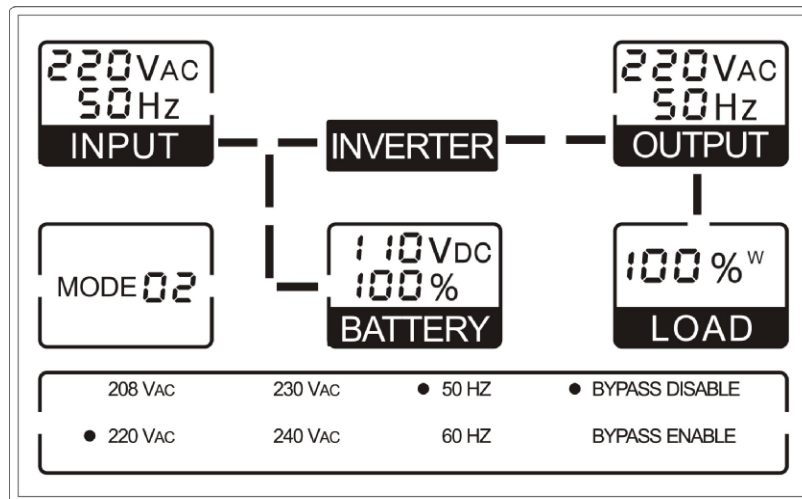 220VAC
50Hz
INPUT
INVERTER
220VAC
50Hz
OUTPUT
MODE 02
110VDC
100%
BATTERY
100%W
LOAD
208 VAC 230 VAC ● 50 HZ ● BYPASS DISABLE
● 220 VAC 240 VAC 60 HZ BYPASS ENABLE